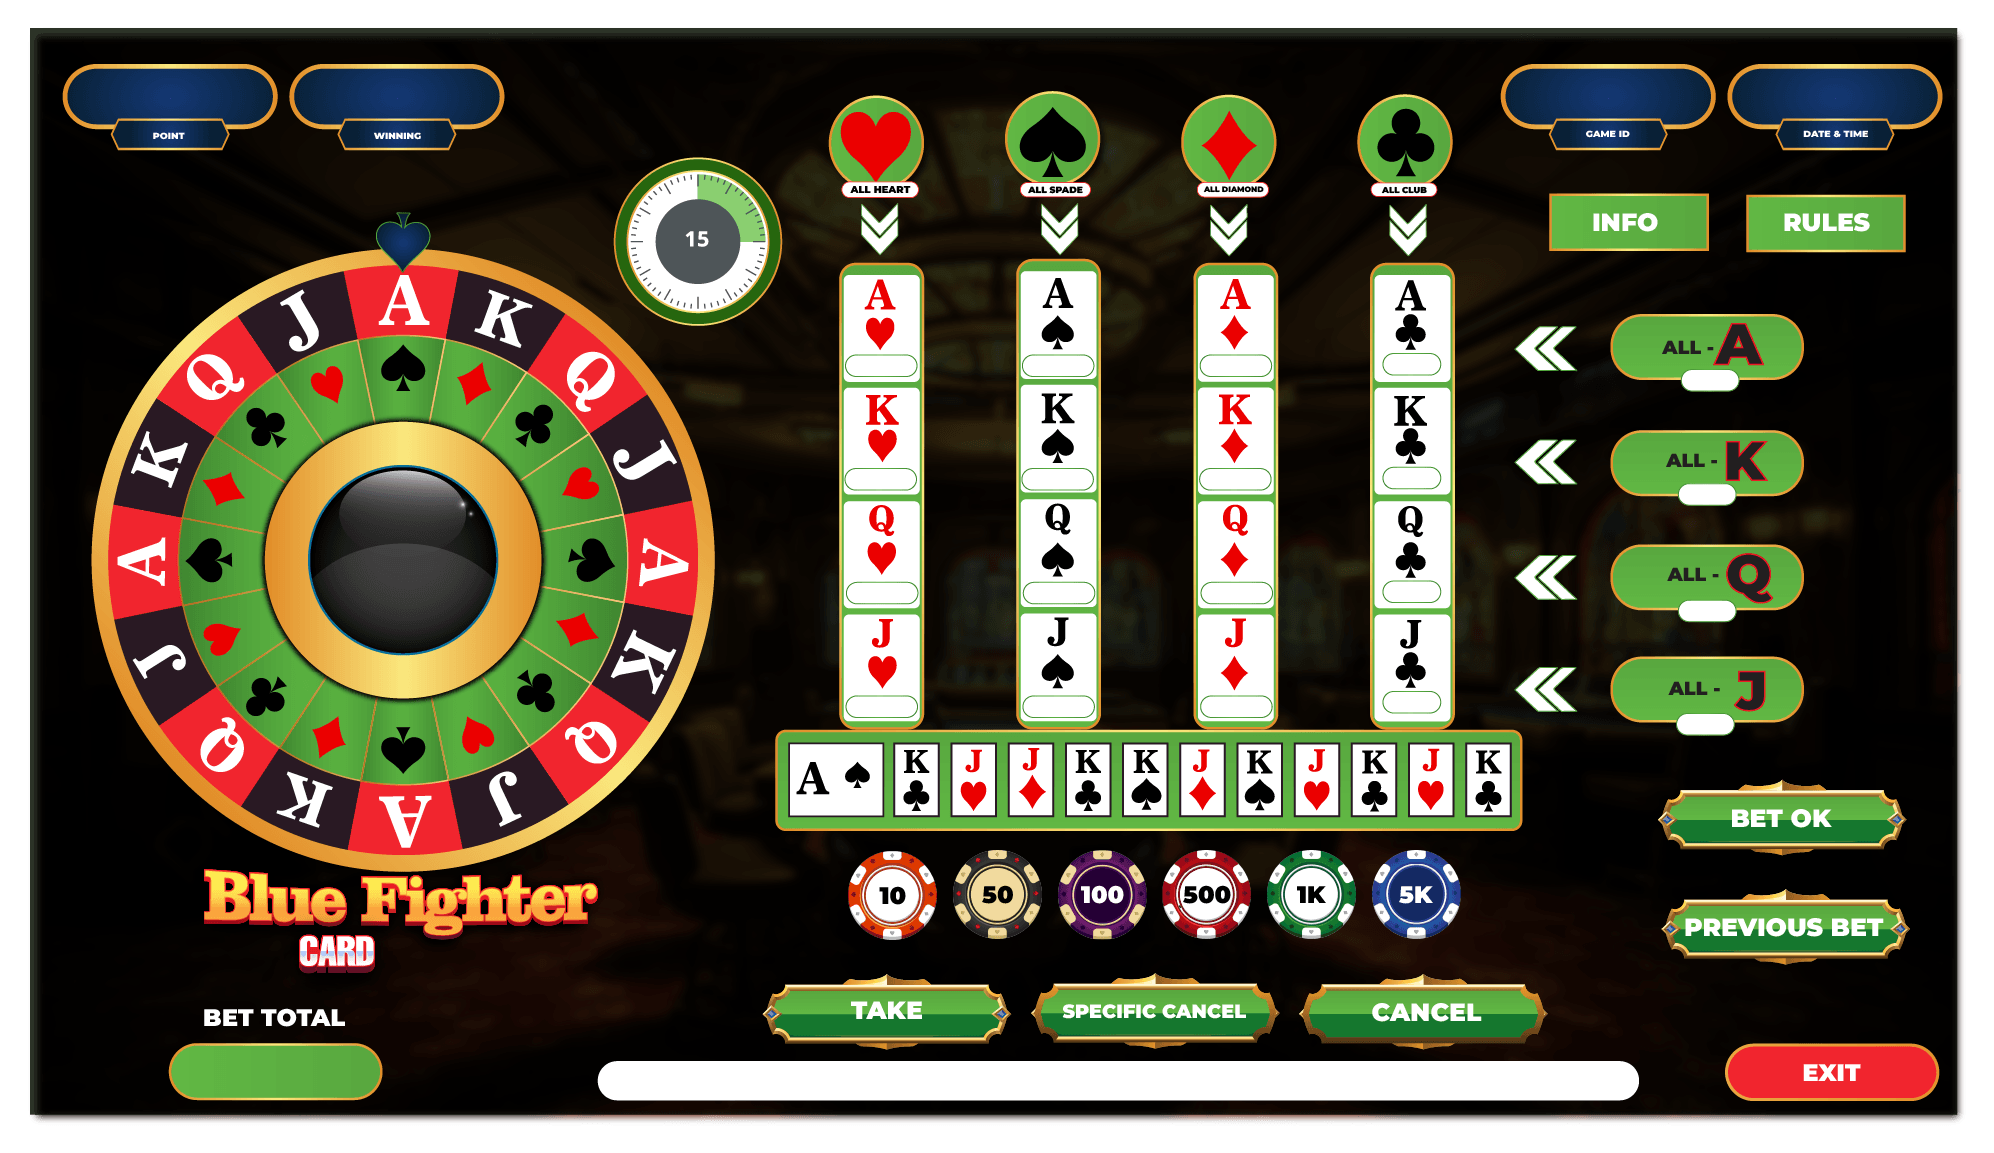 POINT
WINNING
GAME ID
DATE & TIME
ALL HEART
ALL SPADE
ALL DIAMOND
ALL CLUB
INFO
RULES
15
A
K
Q
J
A
K
Q
J
A
K
Q
J
A
K
Q
J
A A A A
K K K K
Q Q Q Q
J J J J
ALL - A
ALL - K
ALL - Q
ALL - J
A K J J K K J K J K J K
10 50 100 500 1K 5K
BET OK
PREVIOUS BET
Blue Fighter
CARD
TAKE
SPECIFIC CANCEL
CANCEL
BET TOTAL
EXIT